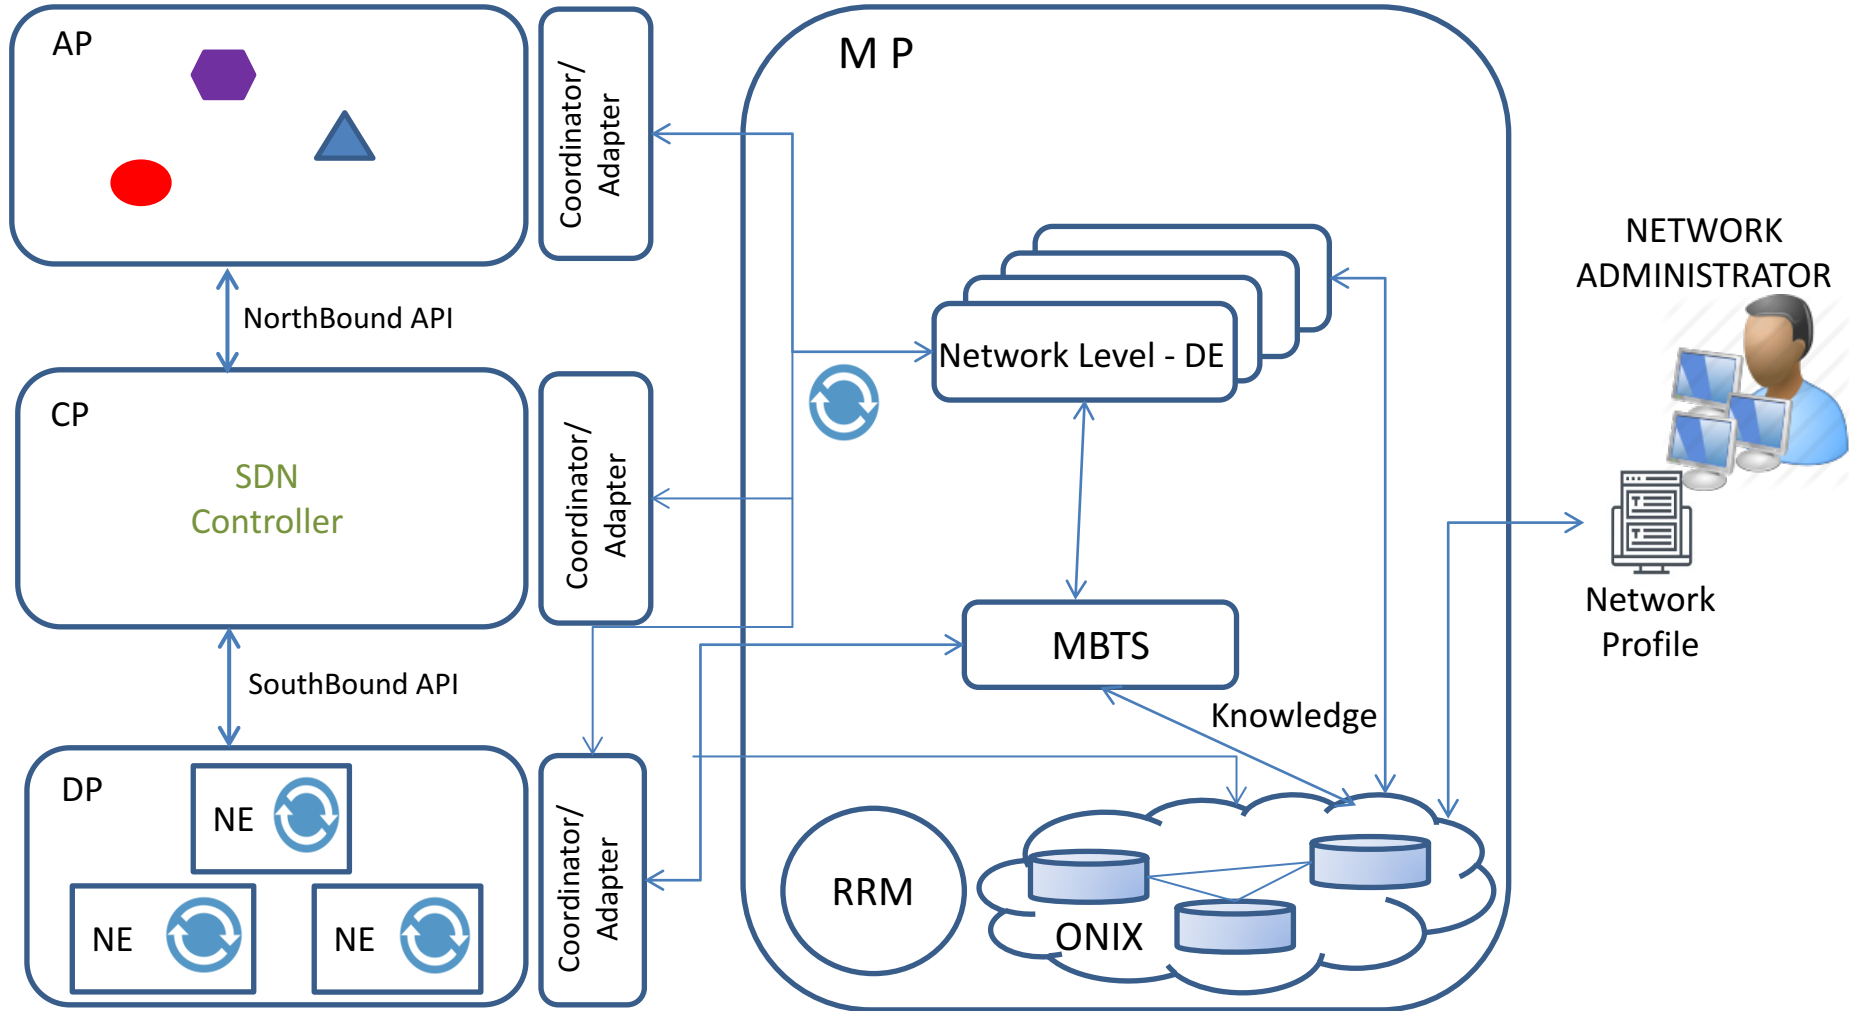 AP
Coordinator/
Adapter
NorthBound API
CP
SDN
Controller
Coordinator/
Adapter
SouthBound API
DP
NE
NE
NE
Coordinator/
Adapter
M P
Network Level - DE
MBTS
Knowledge
RRM
ONIX
NETWORK
ADMINISTRATOR
Network
Profile